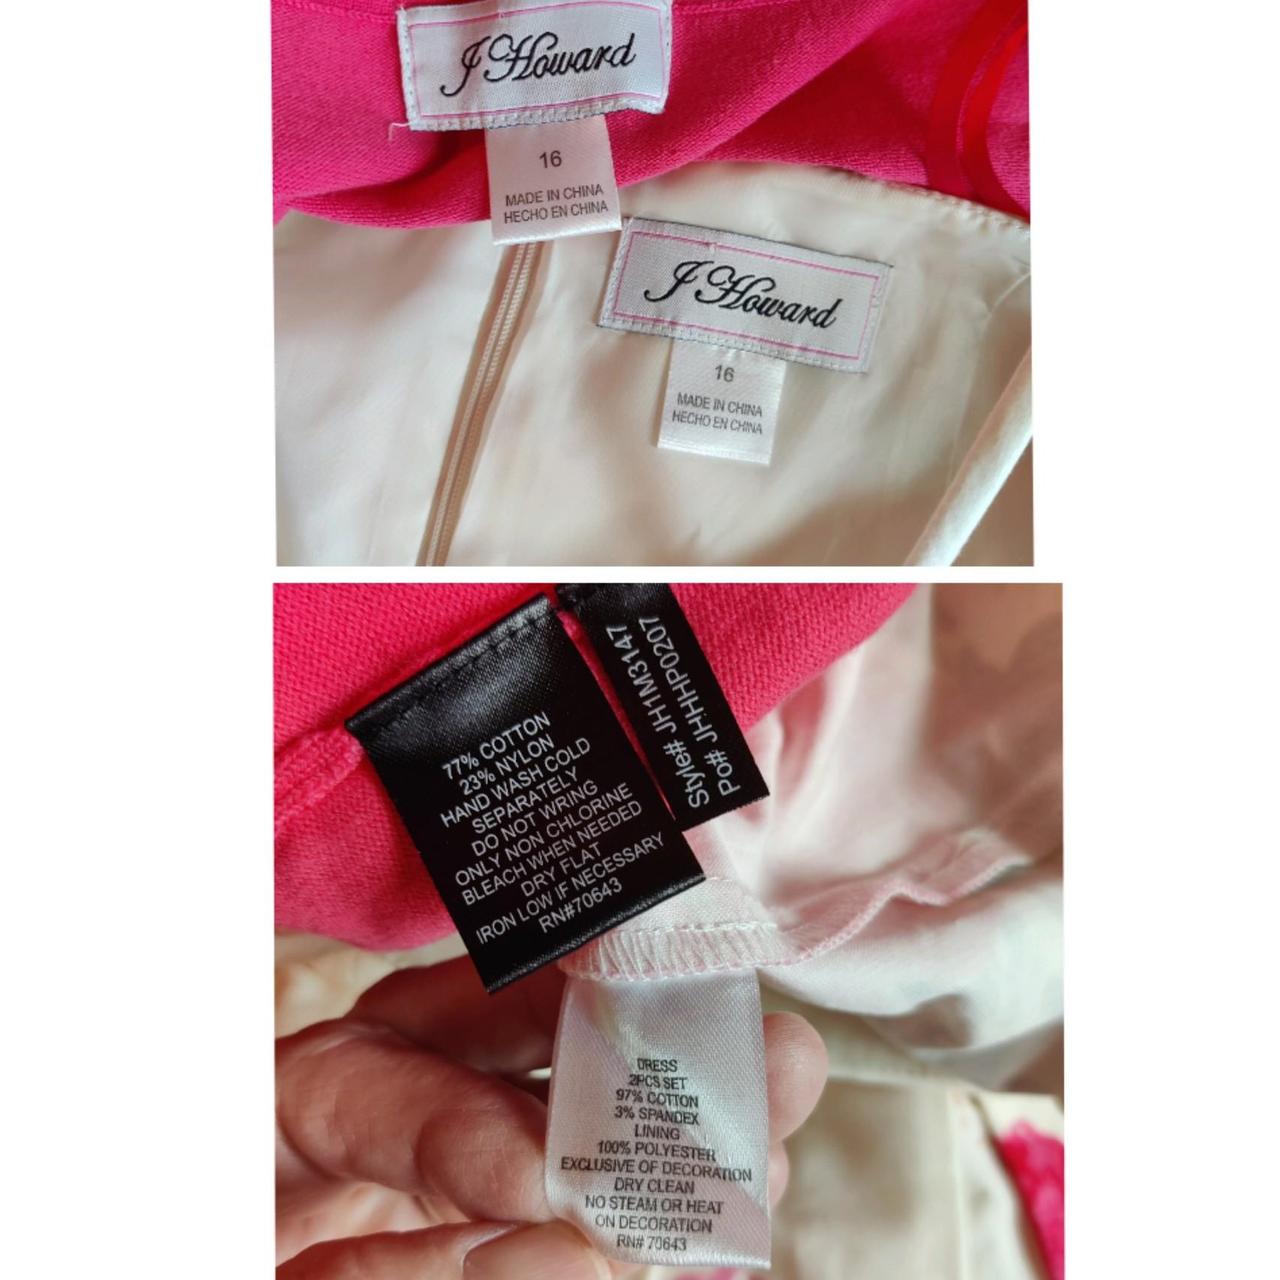 J Howard
16
MADE IN CHINA
HECHO EN CHINA
J Howard
16
MADE IN CHINA
HECHO EN CHINA
77% COTTON
23% NYLON
HAND WASH COLD
SEPARATELY
DO NOT WRING
ONLY NON CHLORINE
BLEACH WHEN NEEDED
DRY FLAT
IRON LOW IF NECESSARY
RN#70643
Style# JH1M3147
Po# JHHHP0207
DRESS
2PCS SET
97% COTTON
3% SPANDEX
LINING
100% POLYESTER
EXCLUSIVE OF DECORATION
DRY CLEAN
NO STEAM OR HEAT
ON DECORATION
RN# 70643